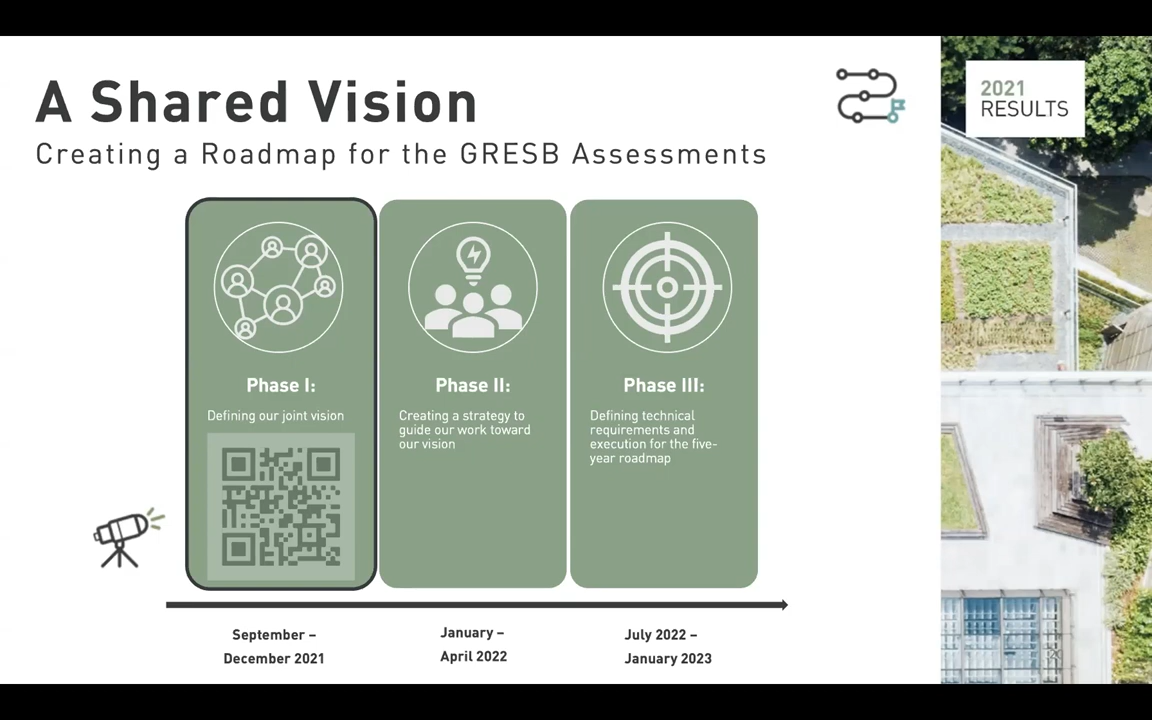 A Shared Vision
Creating a Roadmap for the GRESB Assessments
2021
RESULTS
Phase I:
Defining our joint vision
Phase II:
Creating a strategy to
guide our work toward
our vision
Phase III:
Defining technical
requirements and
execution for the five-
year roadmap
September –
December 2021
January –
April 2022
July 2022 –
January 2023